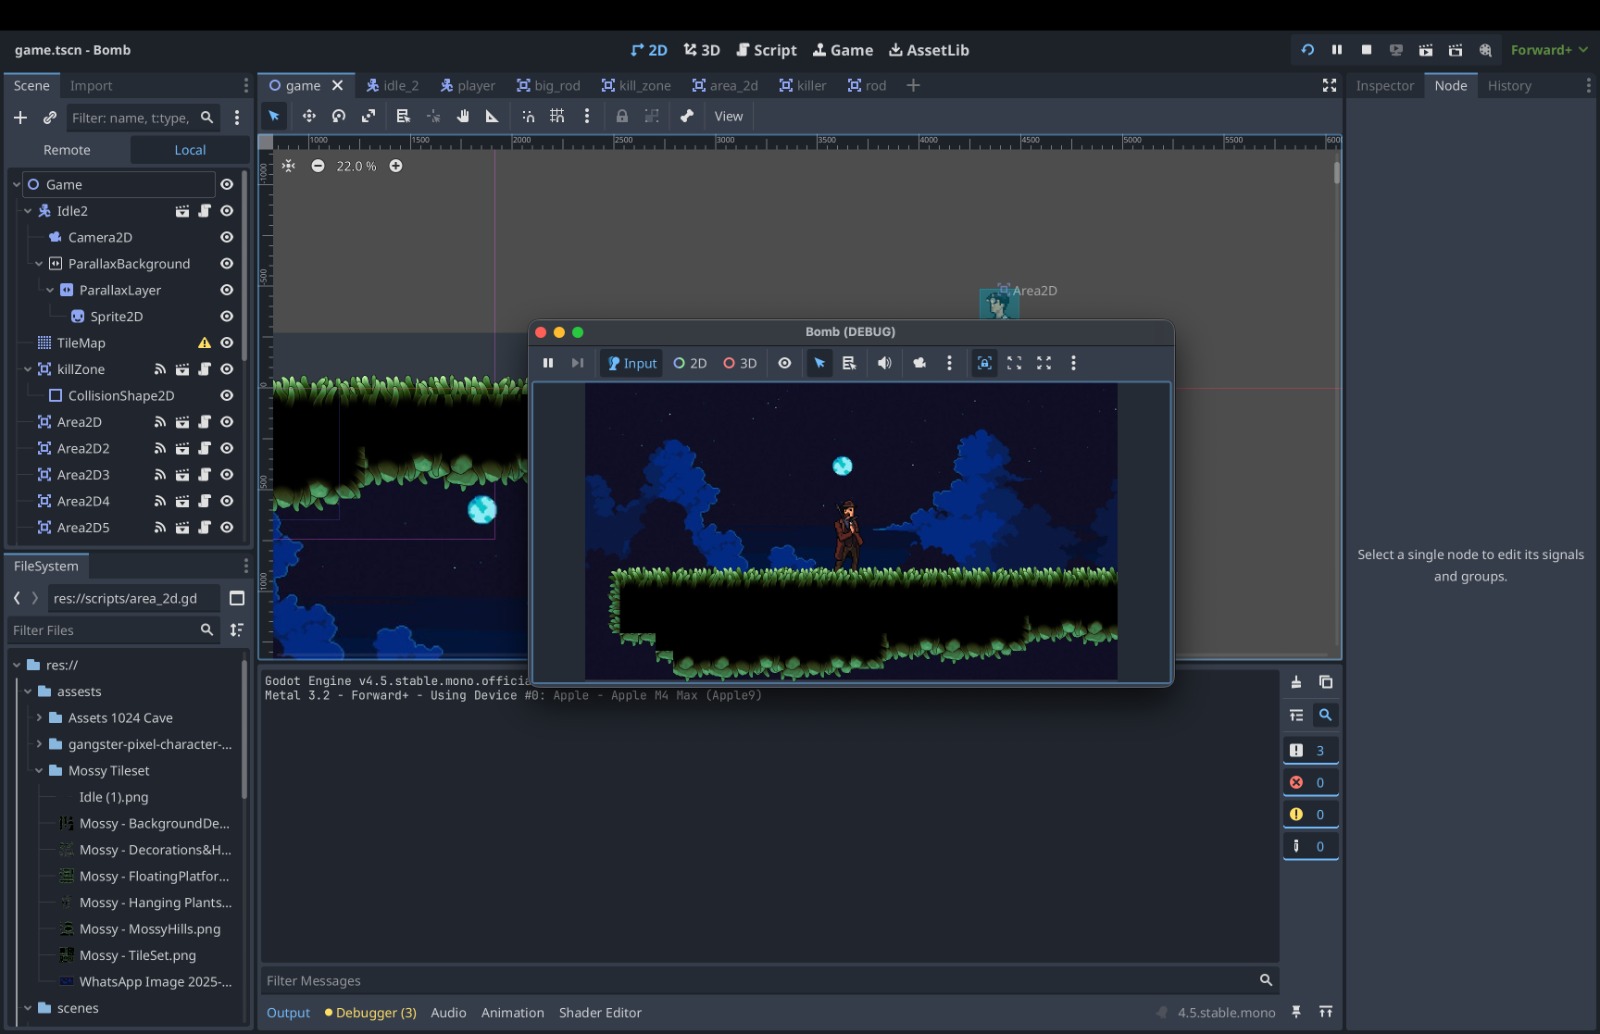 game.tscn - Bomb
2D 3D Script Game AssetLib
Forward+
Scene Import
game idle_2 player big_rod kill_zone area_2d killer rod
Inspector Node History
Filter: name, t:type,
View
Remote Local
1000 1500 2000 2500 3000 3500 4000 4500 5000 5500 6000
22.0 %
-1000
-500
0
500
1000
Game
Idle2
Camera2D
ParallaxBackground
ParallaxLayer
Sprite2D
TileMap
killZone
CollisionShape2D
Area2D
Area2D2
Area2D3
Area2D4
Area2D5
Area2D
Bomb (DEBUG)
Input 2D 3D
Select a single node to edit its signals
and groups.
FileSystem
res://scripts/area_2d.gd
Filter Files
res://
assests
Assets 1024 Cave
gangster-pixel-character-...
Mossy Tileset
Idle (1).png
Mossy - BackgroundDe...
Mossy - Decorations&H...
Mossy - FloatingPlatfor...
Mossy - Hanging Plants...
Mossy - MossyHills.png
Mossy - TileSet.png
WhatsApp Image 2025-...
scenes
Godot Engine v4.5.stable.mono.officia
Metal 3.2 - Forward+ - Using Device #0: Apple - Apple M4 Max (Apple9)
3
0
0
0
Filter Messages
Output Debugger (3) Audio Animation Shader Editor
4.5.stable.mono